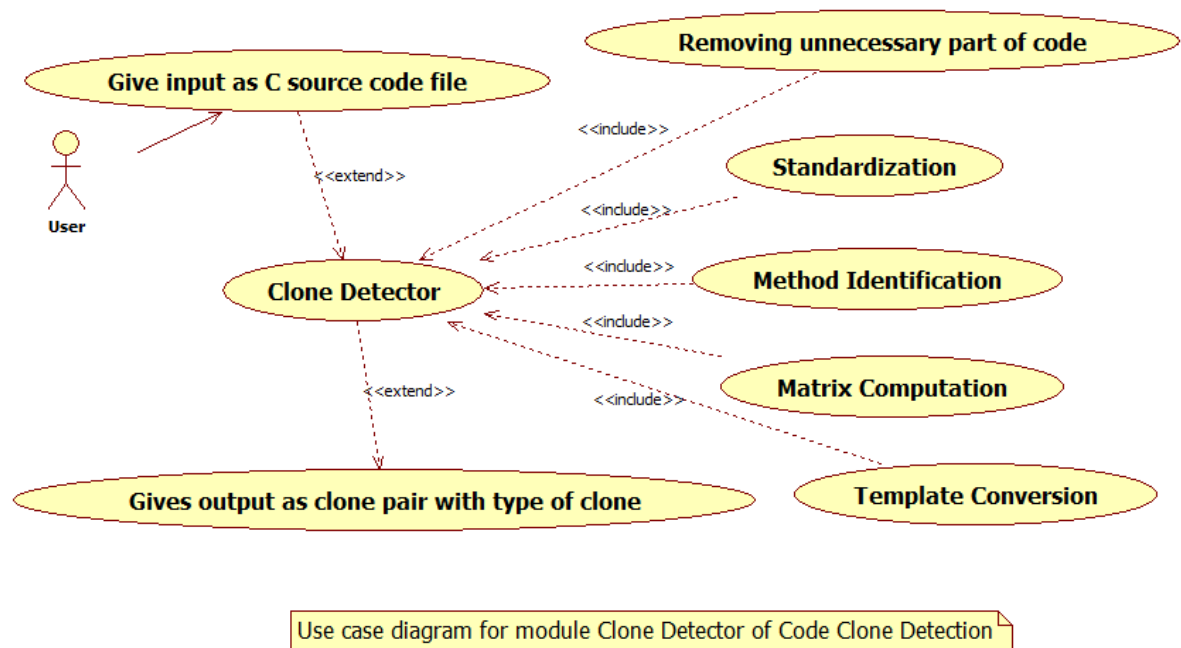 Removing unnecessary part of code
Give input as C source code file
<<include>>
Standardization
<<extend>>
User
<<include>>
<<include>>
Method Identification
Clone Detector
<<include>>
Matrix Computation
<<extend>>
<<include>>
Template Conversion
Gives output as clone pair with type of clone
Use case diagram for module Clone Detector of Code Clone Detection